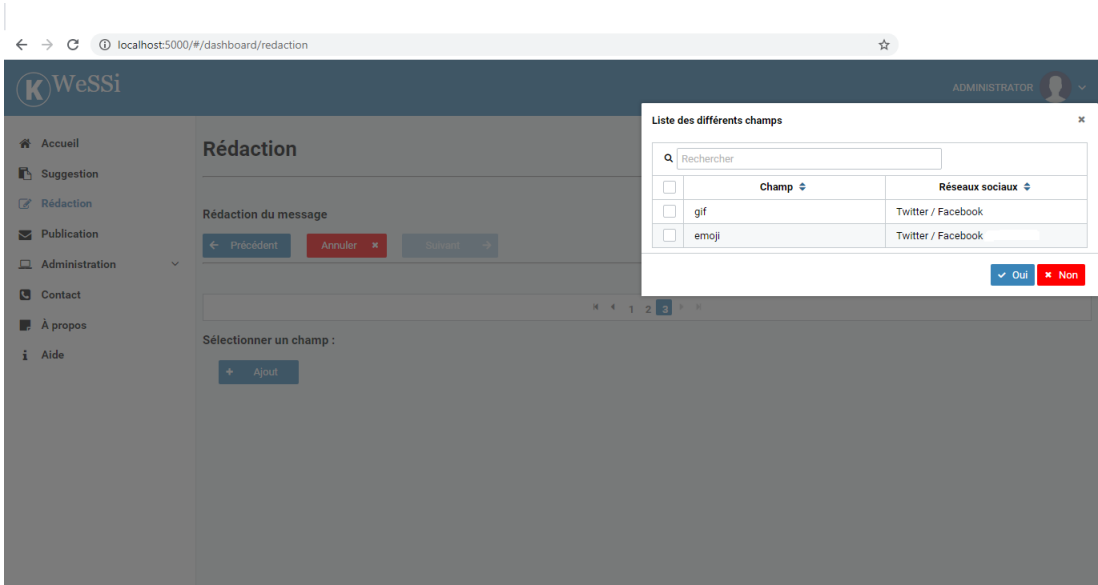 localhost:5000/#/dashboard/redaction
K WeSSi
ADMINISTRATOR
Accueil
Suggestion
Rédaction
Publication
Administration
Contact
À propos
Aide
Rédaction
Rédaction du message
Précédent Annuler Suivant
1 2 3
Sélectionner un champ :
Ajout
Liste des différents champs
Rechercher
Champ Réseaux sociaux
gif Twitter / Facebook
emoji Twitter / Facebook
Oui Non